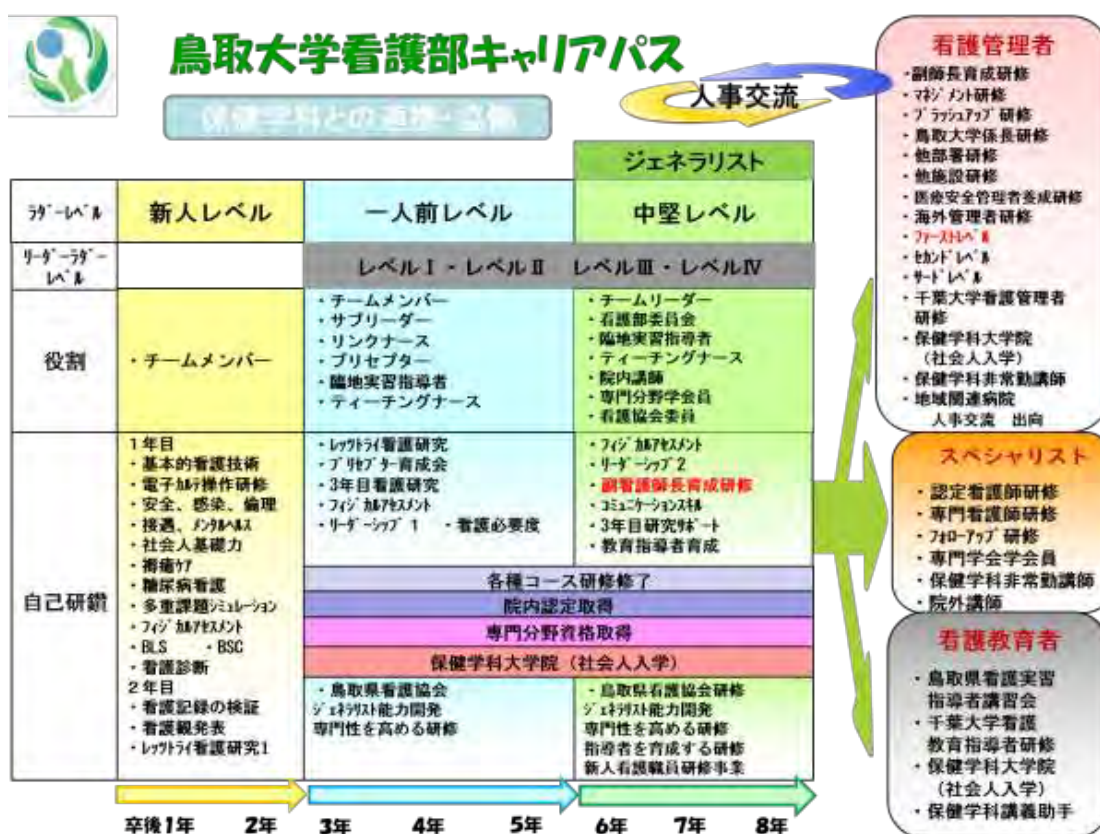 鳥取大学看護部キャリアパス
人事交流
保健学科との連携・協働
ジェネラリスト
ラダーレベル
新人レベル
一人前レベル
中堅レベル
リーダーラダーレベル
レベルⅠ・レベルⅡ レベルⅢ・レベルⅣ
役割
・チームメンバー
・チームメンバー
・サブリーダー
・リンクナース
・プリセプター
・臨地実習指導者
・ティーチングナース
・チームリーダー
・看護部委員会
・臨地実習指導者
・ティーチングナース
・院内講師
・専門分野学会員
・看護協会委員
自己研鑽
1年目
・基本的看護技術
・電子カルテ操作研修
・安全、感染、倫理
・接遇、メンタルヘルス
・社会人基礎力
・褥瘡ケア
・糖尿病看護
・多重課題シミュレーション
・フィジカルアセスメント
・BLS ・BSC
・看護診断
2年目
・看護記録の検証
・看護観発表
・レッツトライ看護研究1
・レッツトライ看護研究
・プリセプター育成会
・3年目看護研究
・フィジカルアセスメント
・リーダーシップ 1 ・看護必要度
・フィジカルアセスメント
・リーダーシップ2
・副看護師長育成研修
・コミュニケーションスキル
・3年目研究サポート
・教育指導者育成
各種コース研修修了
院内認定取得
専門分野資格取得
保健学科大学院（社会人入学）
・鳥取県看護協会
ジェネラリスト能力開発
専門性を高める研修
・鳥取県看護協会研修
ジェネラリスト能力開発
専門性を高める研修
指導者を育成する研修
新人看護職員研修事業
卒後1年 2年 3年 4年 5年 6年 7年 8年
看護管理者
・副師長育成研修
・マネジメント研修
・ブラッシュアップ研修
・鳥取大学係長研修
・他部署研修
・他施設研修
・医療安全管理者養成研修
・海外管理者研修
・ファーストレベル
・セカンドレベル
・サードレベル
・千葉大学看護管理者
研修
・保健学科大学院
（社会人入学）
・保健学科非常勤講師
・地域関連病院
人事交流 出向
スペシャリスト
・認定看護師研修
・専門看護師研修
・フォローアップ研修
・専門学会学会員
・保健学科非常勤講師
・院外講師
看護教育者
・鳥取県看護実習
指導者講習会
・千葉大学看護
教育指導者研修
・保健学科大学院
（社会人入学）
・保健学科講義助手